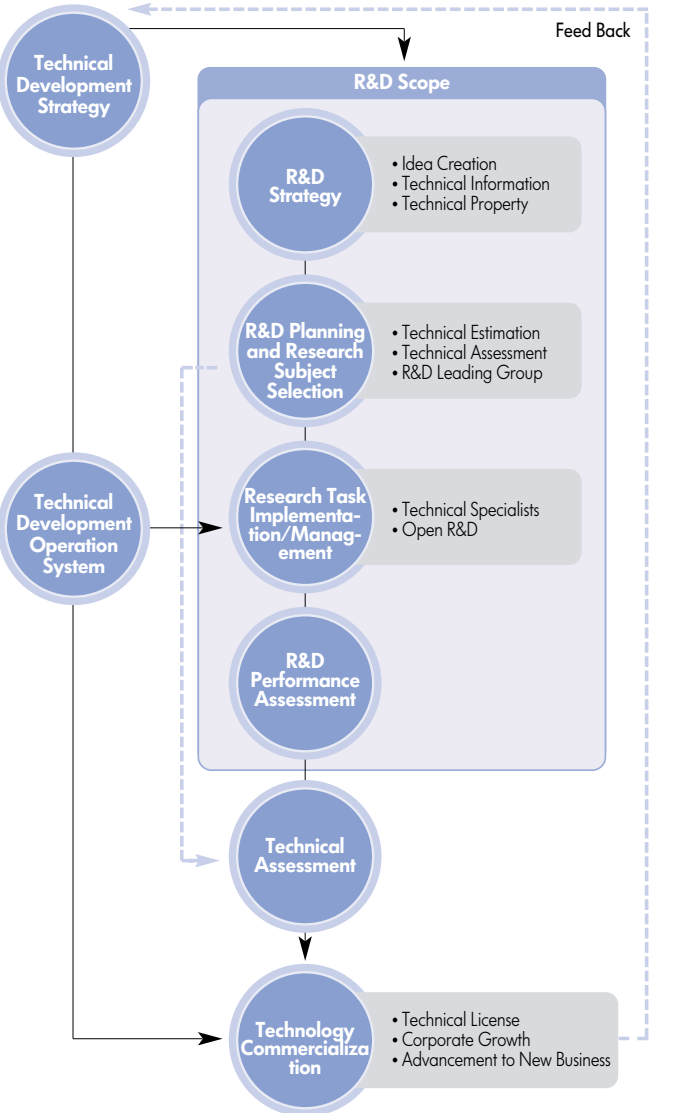 Feed Back
Technical
Development
Strategy
R&D Scope
R&D
Strategy
• Idea Creation
• Technical Information
• Technical Property
R&D Planning
and Research
Subject
Selection
• Technical Estimation
• Technical Assessment
• R&D Leading Group
Technical
Development
Operation
System
Research Task
Implementa-
tion/Manag-
ement
• Technical Specialists
• Open R&D
R&D
Performance
Assessment
Technical
Assessment
Technology
Commercializa
tion
• Technical License
• Corporate Growth
• Advancement to New Business